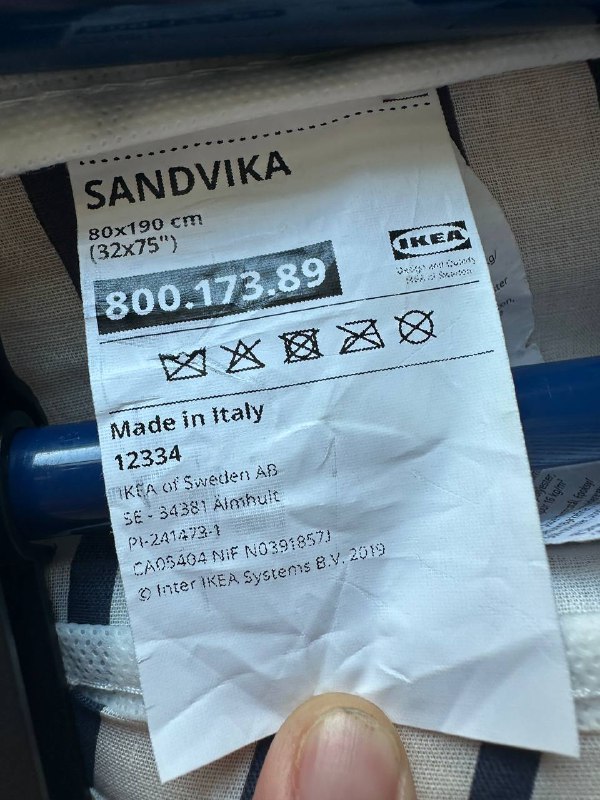 SANDVIKA
80x190 cm
(32x75")
800.173.89
IKEA
Design and Quality
IKEA of Sweden
Made in Italy
12334
IKEA of Sweden AB
SE - 34381 Älmhult
PI-241473-1
CA05404 NIF N0391857J
© Inter IKEA Systems B.V. 2019